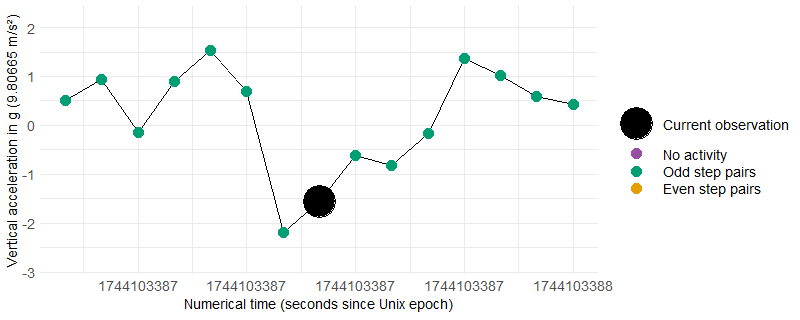 Vertical acceleration in g (9.80665 m/s²)
2
1
0
-1
-2
-3
1744103387
1744103387
1744103387
1744103387
1744103388
Numerical time (seconds since Unix epoch)
Current observation
No activity
Odd step pairs
Even step pairs